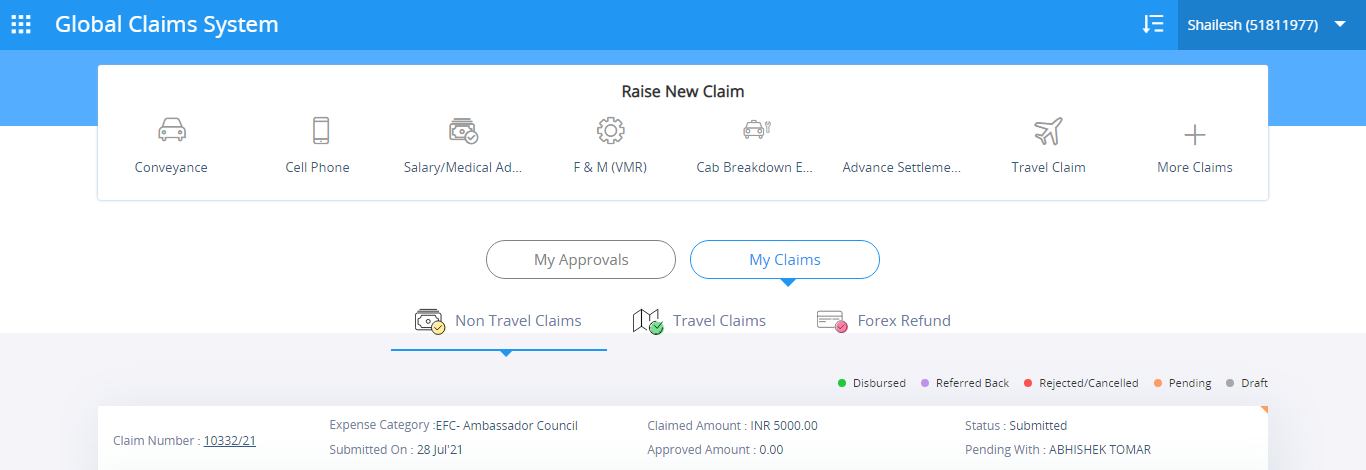 Global Claims System
Shailesh (51811977)
Raise New Claim
Conveyance
Cell Phone
Salary/Medical Ad...
F & M (VMR)
Cab Breakdown E...
Advance Settleme...
Travel Claim
More Claims
My Approvals
My Claims
Non Travel Claims
Travel Claims
Forex Refund
Disbursed
Referred Back
Rejected/Cancelled
Pending
Draft
Claim Number : 10332/21
Expense Category :EFC- Ambassador Council
Submitted On : 28 Jul'21
Claimed Amount : INR 5000.00
Approved Amount : 0.00
Status : Submitted
Pending With : ABHISHEK TOMAR